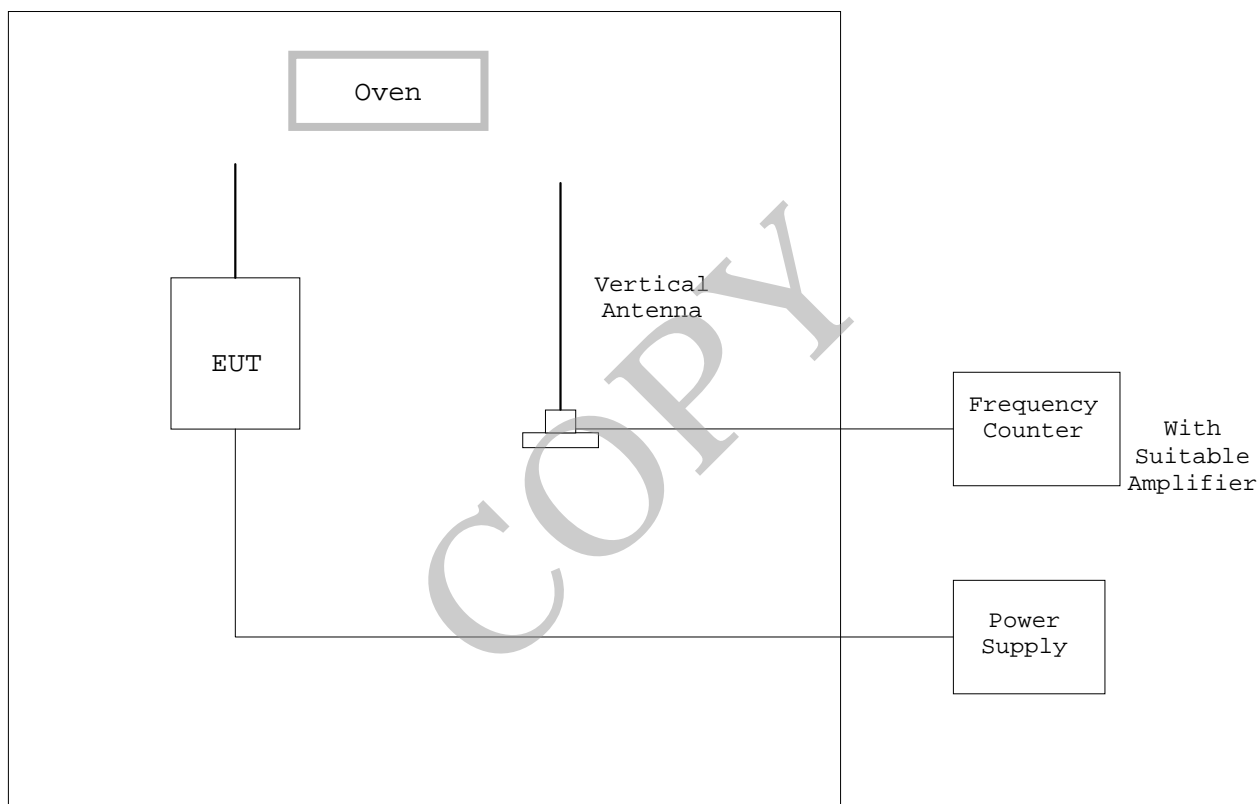 Oven
Vertical
Antenna
EUT
Frequency
Counter
With
Suitable
Amplifier
Power
Supply
COPY